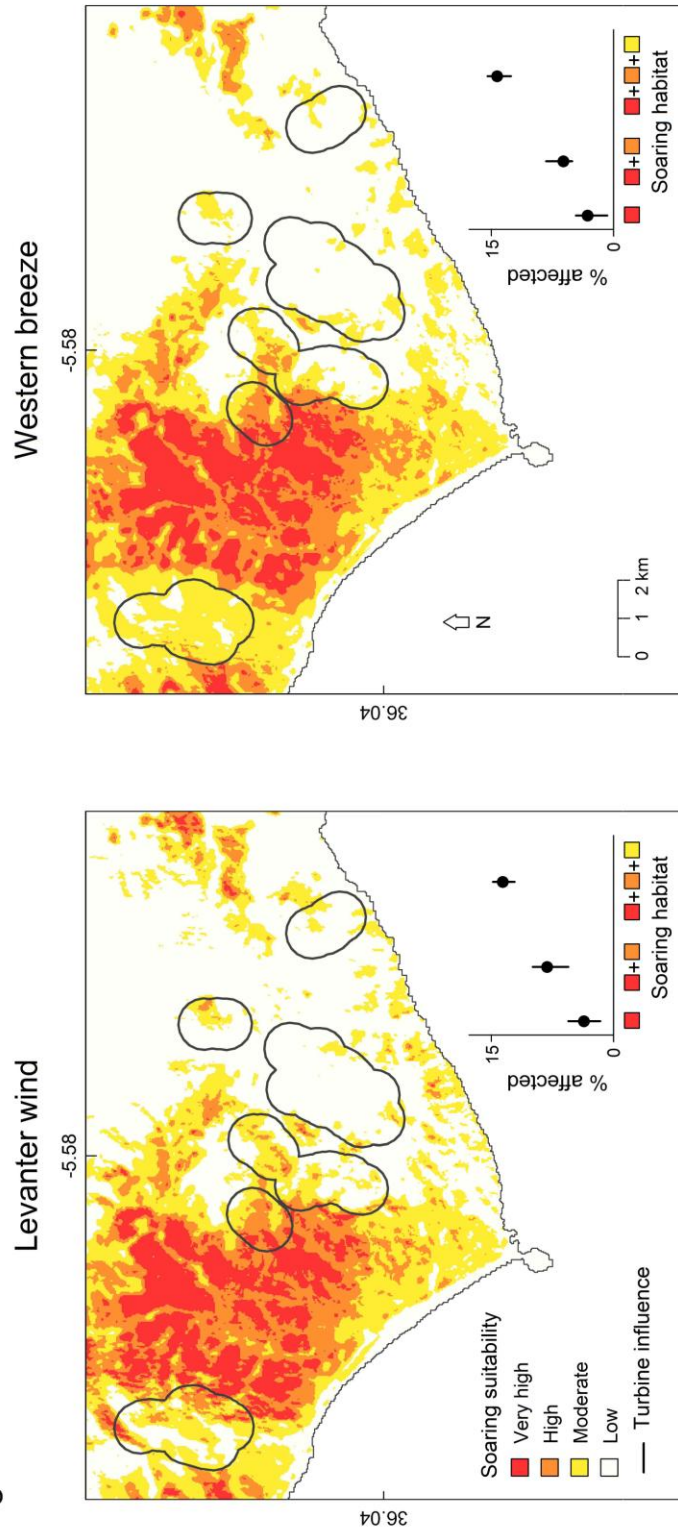 Levanter wind
-5.58
36.04
Soaring suitability
Very high
High
Moderate
Low
Turbine influence
% affected
15
0
+
+ +
Soaring habitat
Western breeze
-5.58
36.04
N
0 1 2 km
% affected
15
0
+
+ +
Soaring habitat